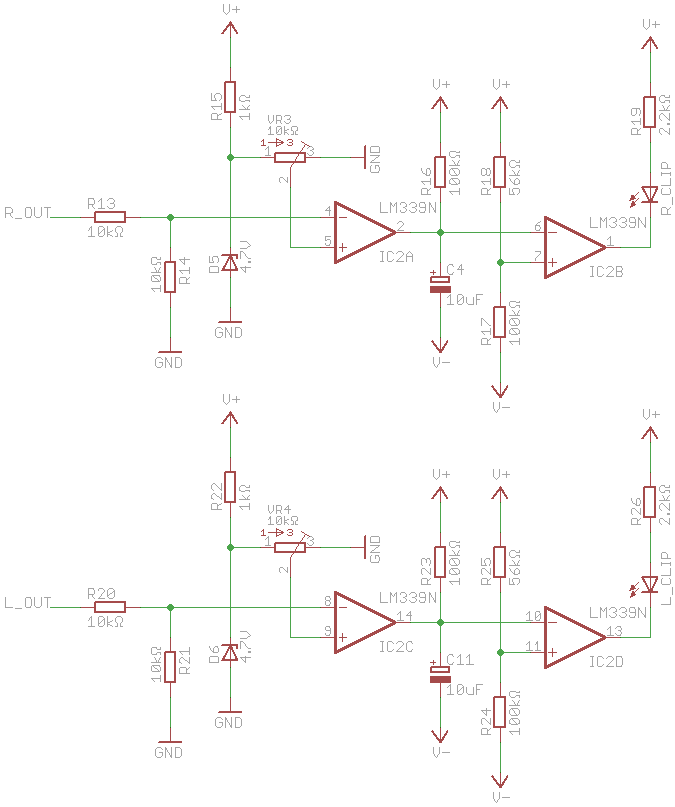 V+
R15
1kΩ
VR3
10kΩ
1 3
1
3
2
GND
R_OUT
R13
10kΩ
10kΩ
R14
GND
D5
4.7V
GND
4
5
LM339N
2
IC2A
V+
R16
100kΩ
C4
10uF
V-
V+
R18
56kΩ
R17
100kΩ
V-
6
7
LM339N
1
IC2B
V+
R19
2.2kΩ
R_CLIP
V+
R22
1kΩ
VR4
10kΩ
1 3
1
3
2
GND
L_OUT
R20
10kΩ
10kΩ
R21
GND
D6
4.7V
GND
8
9
LM339N
14
IC2C
V+
R23
100kΩ
C11
10uF
V-
V+
R25
56kΩ
R24
100kΩ
V-
10
11
LM339N
13
IC2D
V+
R26
2.2kΩ
L_CLIP